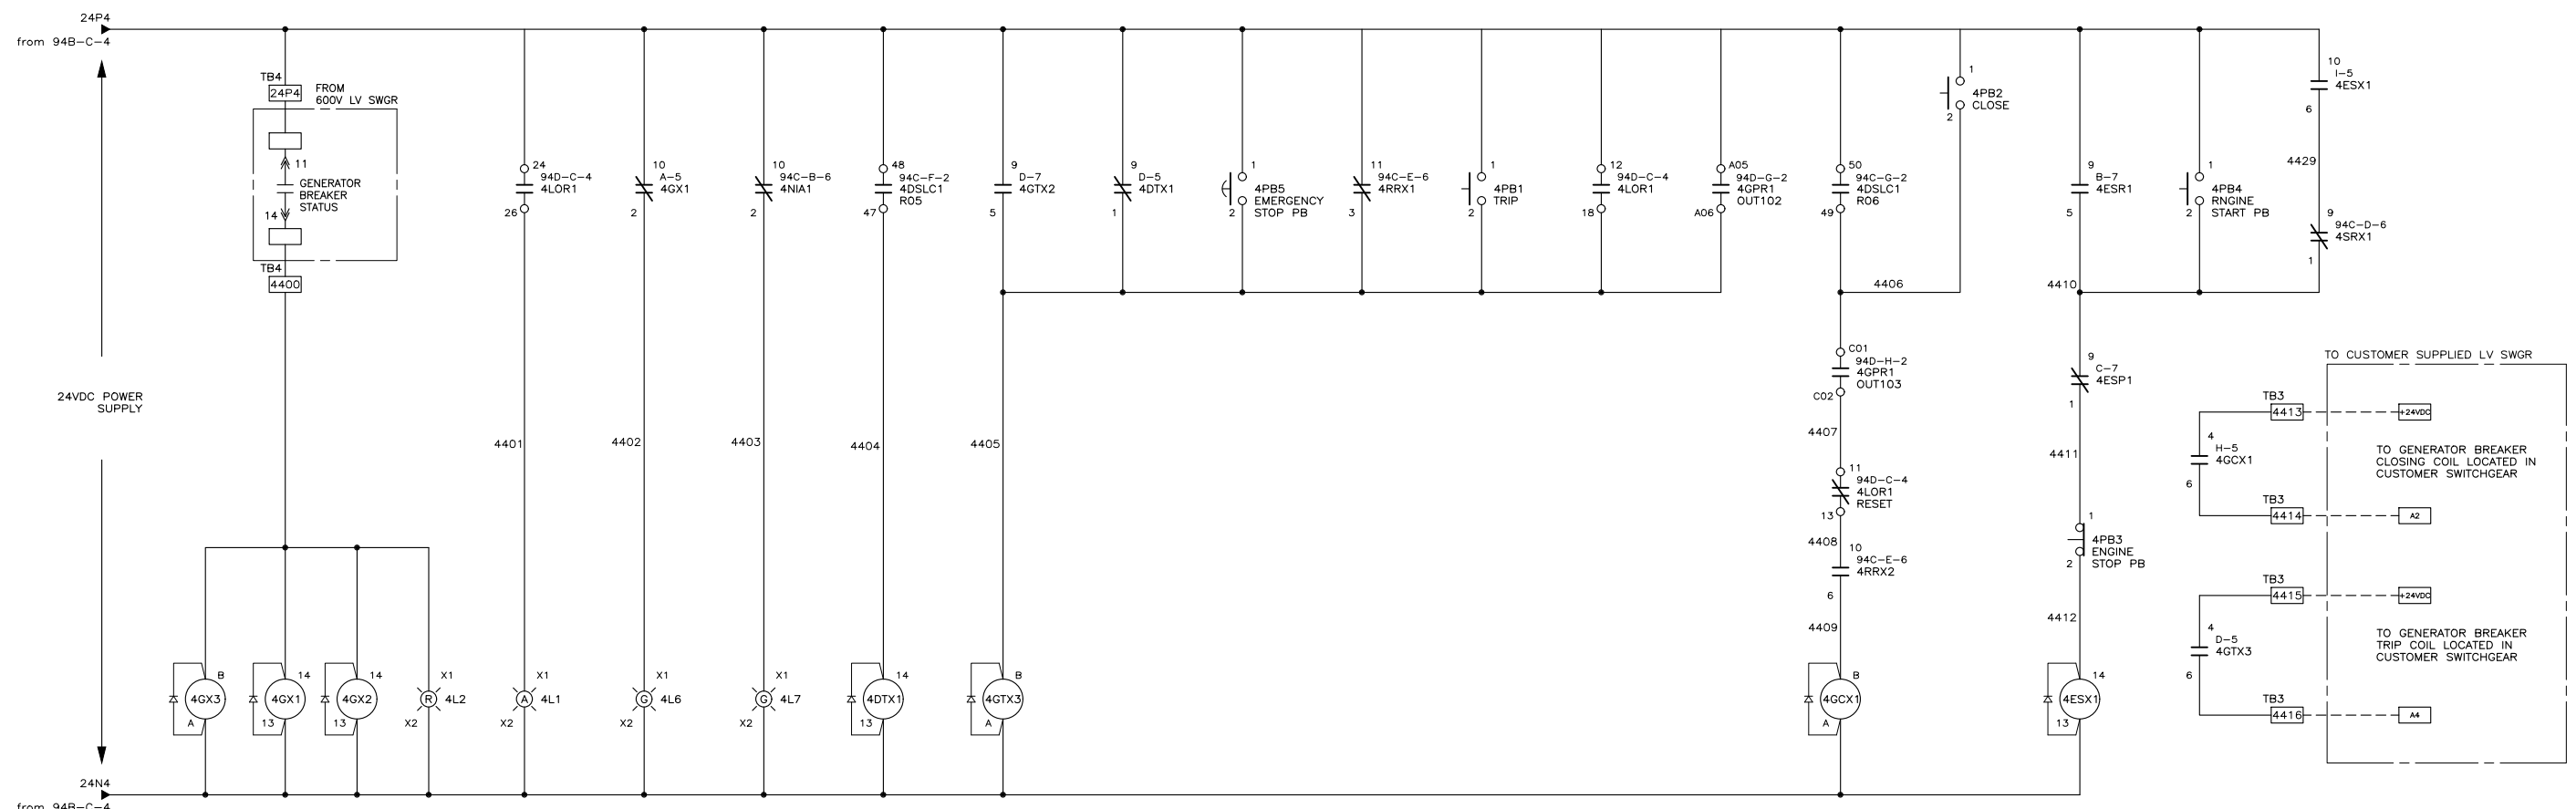 24P4
from 94B-C-4
24VDC POWER
SUPPLY
24N4
from 94B-C-4
TB4
24P4
FROM
600V LV SWGR
11
GENERATOR
BREAKER
STATUS
14
TB4
4400
B
4GX3
A
14
4GX1
13
14
4GX2
13
X1
R
4L2
X2
24
94D-C-4
4LOR1
26
4401
X1
A
4L1
X2
10
A-5
4GX1
2
4402
X1
G
4L6
X2
10
94C-B-6
4NIA1
2
4403
X1
G
4L7
X2
48
94C-F-2
4DSLC1
R05
47
4404
14
4DTX1
13
9
D-7
4GTX2
5
4405
B
4GTX3
A
9
D-5
4DTX1
1
1
4PB5
EMERGENCY
STOP PB
2
11
94C-E-6
4RRX1
3
1
4PB1
TRIP
2
12
94D-C-4
4LOR1
18
A05
94D-G-2
4GPR1
OUT102
A06
50
94C-G-2
4DSLC1
R06
49
1
4PB2
CLOSE
2
4406
C01
94D-H-2
4GPR1
OUT103
C02
4407
11
94D-C-4
4LOR1
RESET
13
4408
10
94C-E-6
4RRX2
6
4409
B
4GCX1
A
9
B-7
4ESR1
5
4410
1
4PB4
RNGINE
START PB
2
10
I-5
4ESX1
6
4429
9
94C-D-6
4SRX1
1
9
C-7
4ESP1
1
4411
1
4PB3
ENGINE
STOP PB
2
4412
14
4ESX1
13
TO CUSTOMER SUPPLIED LV SWGR
TB3
4413
+24VDC
4
H-5
4GCX1
6
TO GENERATOR BREAKER
CLOSING COIL LOCATED IN
CUSTOMER SWITCHGEAR
TB3
4414
A2
TB3
4415
+24VDC
4
D-5
4GTX3
6
TO GENERATOR BREAKER
TRIP COIL LOCATED IN
CUSTOMER SWITCHGEAR
TB3
4416
A4